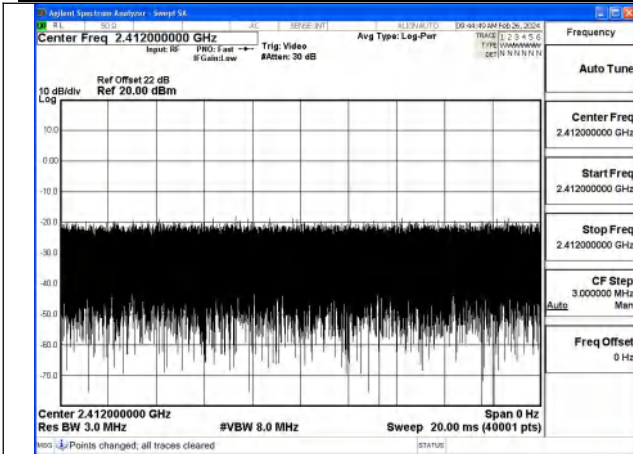 Agilent Spectrum Analyzer - Swept SA
RL 50 Ω AC SENSE:INT ALIGN AUTO 09:44:49 AM Feb 26, 2024
Center Freq 2.412000000 GHz
Input: RF PNO: Fast IFGain:Low
Trig: Video
#Atten: 30 dB
Avg Type: Log-Pwr
TRACE 1 2 3 4 5 6
TYPE
DET N N N N N N
Ref Offset 22 dB
10 dB/div Ref 20.00 dBm
Log
10.0
0.00
-10.0
-20.0
-30.0
-40.0
-50.0
-60.0
-70.0
Center 2.412000000 GHz Span 0 Hz
Res BW 3.0 MHz #VBW 8.0 MHz Sweep 20.00 ms (40001 pts)
MSG Points changed; all traces cleared STATUS
Frequency
Auto Tune
Center Freq
2.412000000 GHz
Start Freq
2.412000000 GHz
Stop Freq
2.412000000 GHz
CF Step
3.000000 MHz
Auto Man
Freq Offset
0 Hz